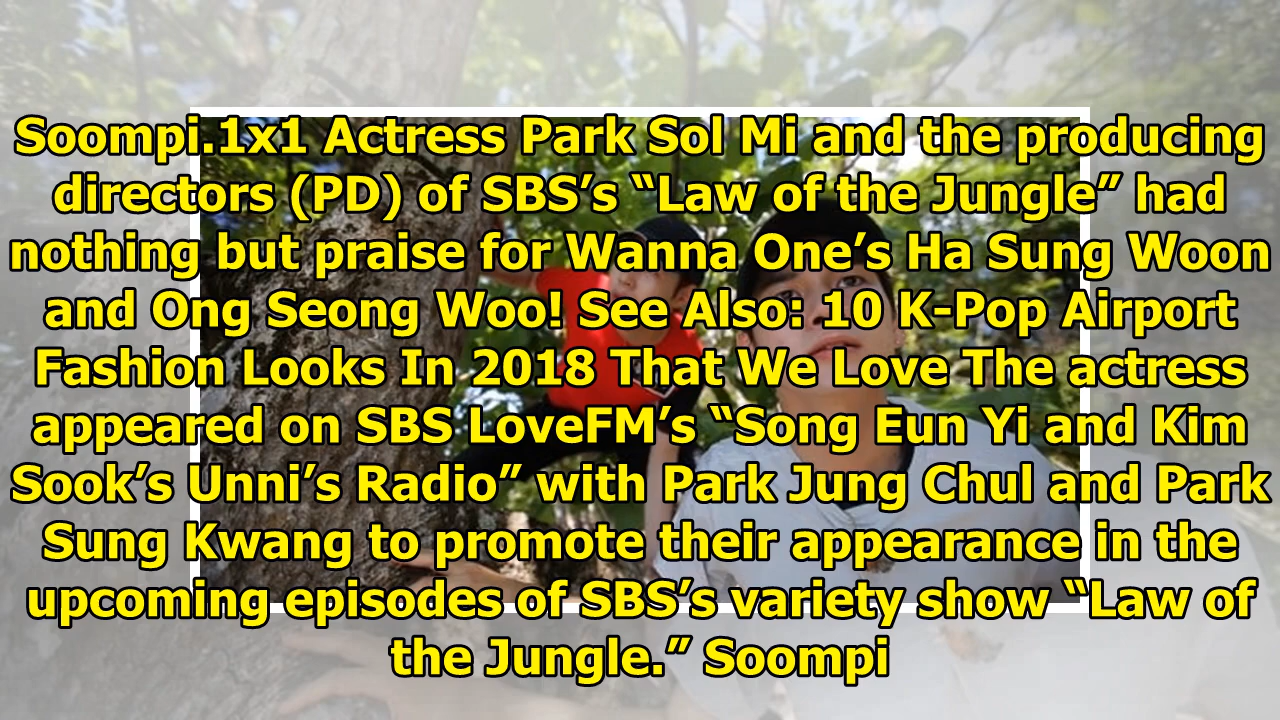 Soompi.1x1 Actress Park Sol Mi and the producing
directors (PD) of SBS’s “Law of the Jungle” had
nothing but praise for Wanna One’s Ha Sung Woon
and Ong Seong Woo! See Also: 10 K-Pop Airport
Fashion Looks In 2018 That We Love The actress
appeared on SBS LoveFM’s “Song Eun Yi and Kim
Sook’s Unni’s Radio” with Park Jung Chul and Park
Sung Kwang to promote their appearance in the
upcoming episodes of SBS’s variety show “Law of
the Jungle.” Soompi